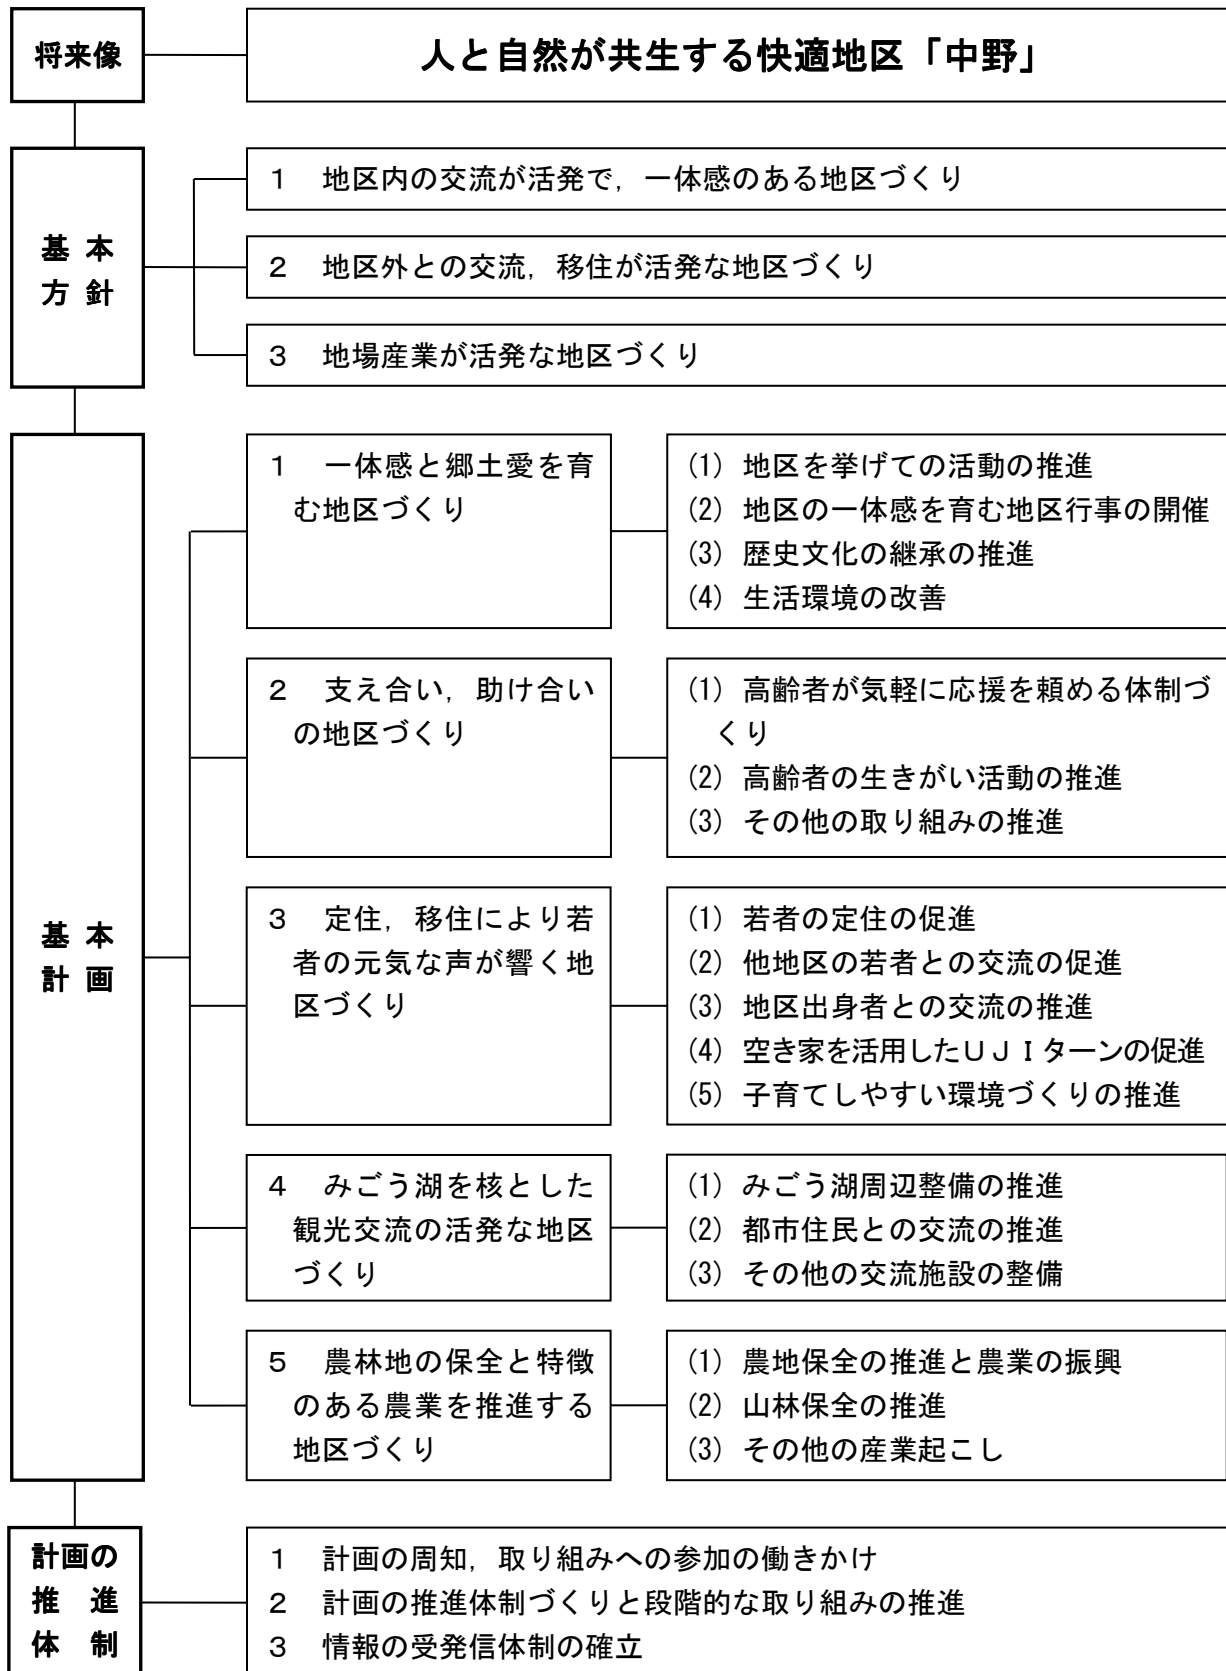 将来像
人と自然が共生する快適地区「中野」
基 本
方 針
１　地区内の交流が活発で，一体感のある地区づくり
２　地区外との交流，移住が活発な地区づくり
３　地場産業が活発な地区づくり
基 本
計 画
１　一体感と郷土愛を育
む地区づくり
(1) 地区を挙げての活動の推進
(2) 地区の一体感を育む地区行事の開催
(3) 歴史文化の継承の推進
(4) 生活環境の改善
２　支え合い，助け合い
の地区づくり
(1) 高齢者が気軽に応援を頼める体制づ
くり
(2) 高齢者の生きがい活動の推進
(3) その他の取り組みの推進
３　定住，移住により若
者の元気な声が響く地
区づくり
(1) 若者の定住の促進
(2) 他地区の若者との交流の促進
(3) 地区出身者との交流の推進
(4) 空き家を活用したＵＪＩターンの促進
(5) 子育てしやすい環境づくりの推進
４　みごう湖を核とした
観光交流の活発な地区
づくり
(1) みごう湖周辺整備の推進
(2) 都市住民との交流の推進
(3) その他の交流施設の整備
５　農林地の保全と特徴
のある農業を推進する
地区づくり
(1) 農地保全の推進と農業の振興
(2) 山林保全の推進
(3) その他の産業起こし
計画の
推　進
体　制
１　計画の周知，取り組みへの参加の働きかけ
２　計画の推進体制づくりと段階的な取り組みの推進
３　情報の受発信体制の確立